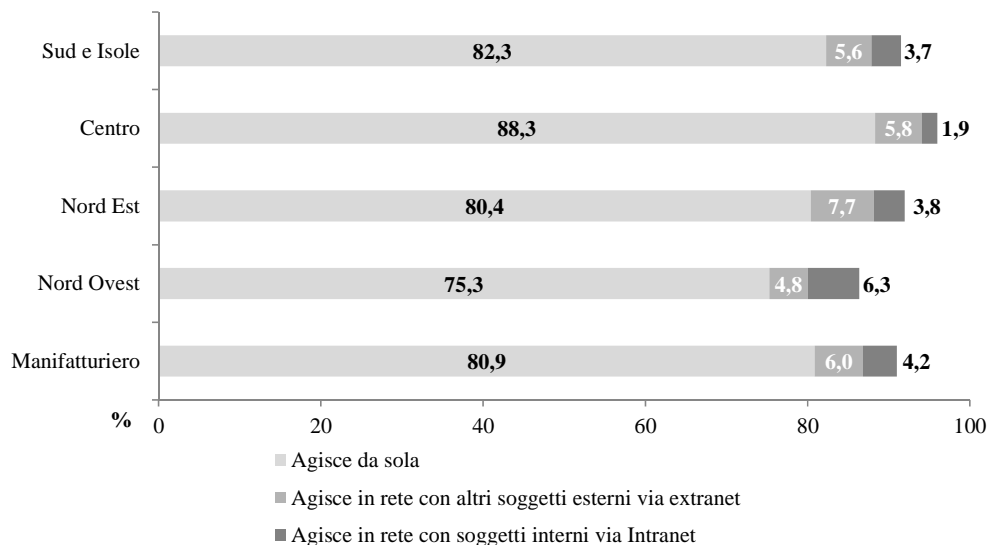 Sud e Isole 82,3 5,6 3,7
Centro 88,3 5,8 1,9
Nord Est 80,4 7,7 3,8
Nord Ovest 75,3 4,8 6,3
Manifatturiero 80,9 6,0 4,2
% 0 20 40 60 80 100
Agisce da sola
Agisce in rete con altri soggetti esterni via extranet
Agisce in rete con soggetti interni via Intranet